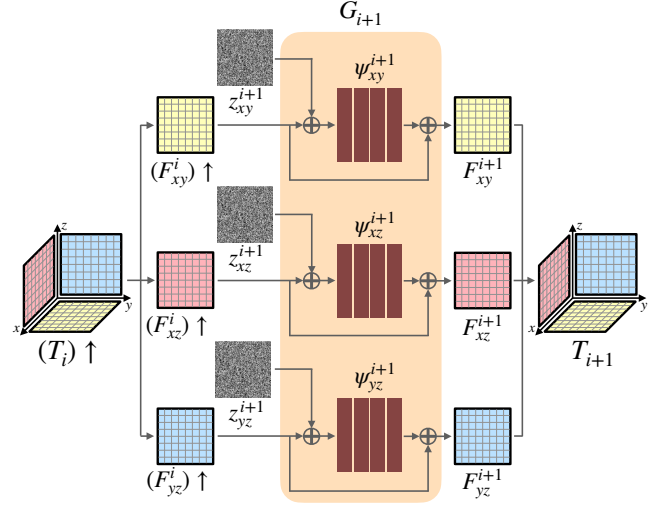 G_{i+1}
z_{xy}^{i+1}
ψ_{xy}^{i+1}
(F_{xy}^{i}) ↑
F_{xy}^{i+1}
z_{xz}^{i+1}
ψ_{xz}^{i+1}
z
y
x
(T_i) ↑
(F_{xz}^{i}) ↑
F_{xz}^{i+1}
z
y
x
T_{i+1}
z_{yz}^{i+1}
ψ_{yz}^{i+1}
(F_{yz}^{i}) ↑
F_{yz}^{i+1}